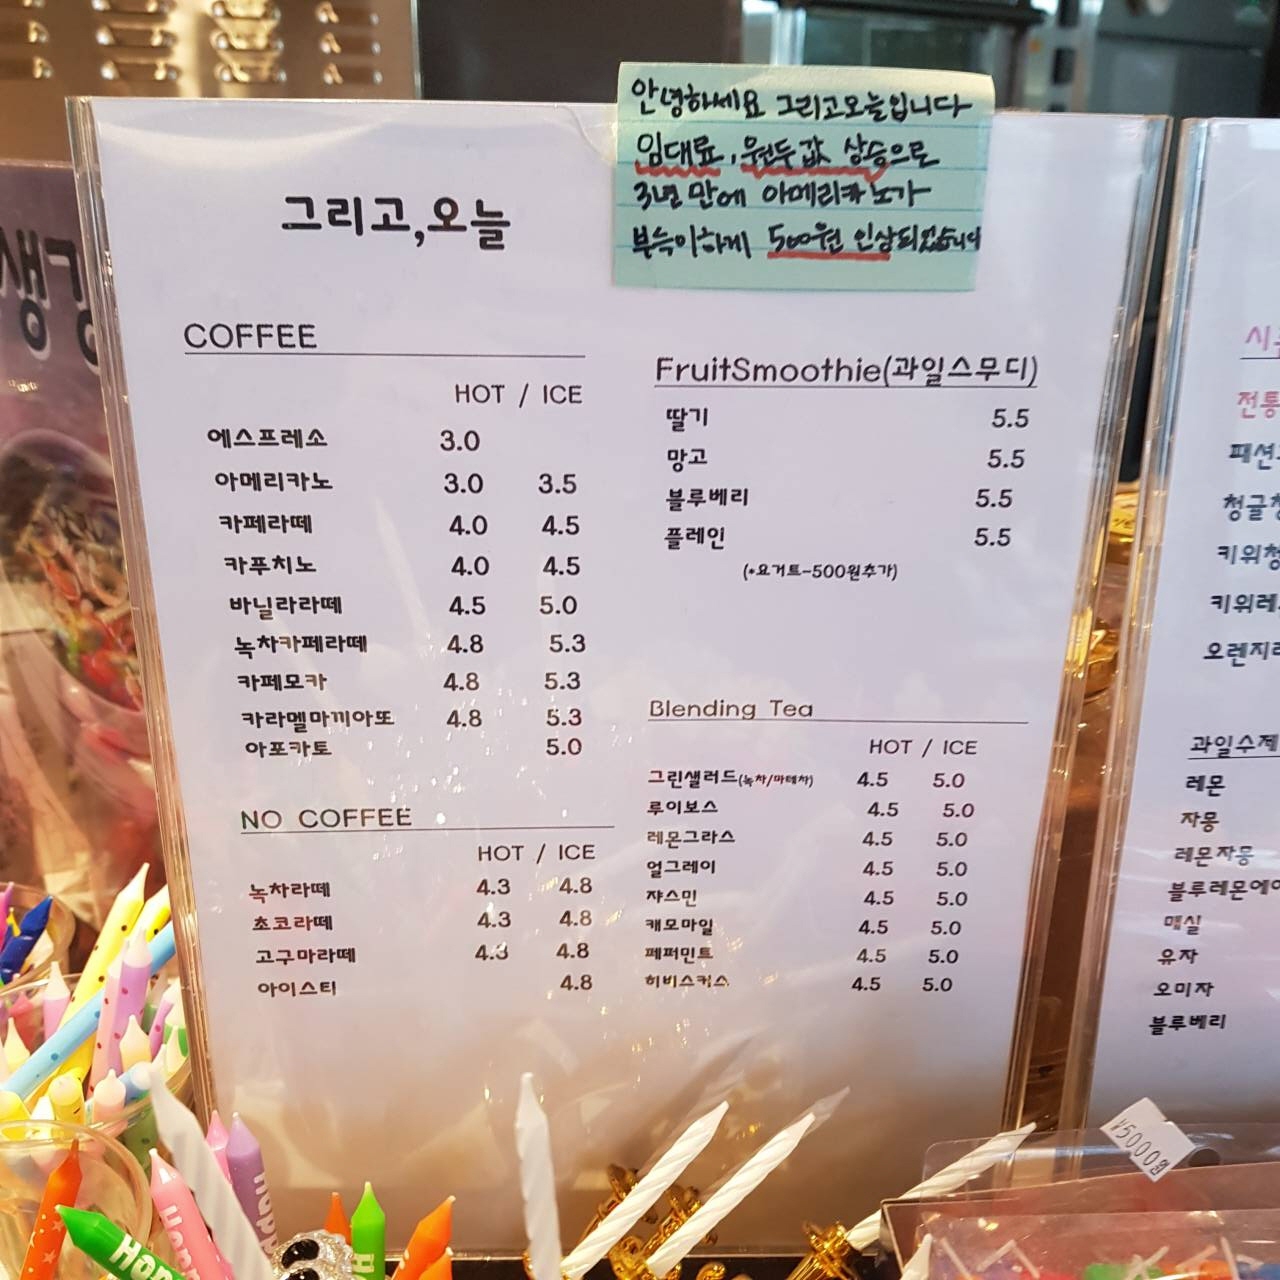 안녕하세요 그리고오늘입니다
임대료, 원두값 상승으로
3년 만에 아메리카노가
부득이하게 500원 인상되었습니다
그리고,오늘
COFFEE
HOT / ICE
에스프레소 3.0
아메리카노 3.0 3.5
카페라떼 4.0 4.5
카푸치노 4.0 4.5
바닐라라떼 4.5 5.0
녹차카페라떼 4.8 5.3
카페모카 4.8 5.3
카라멜마끼아또 4.8 5.3
아포카토 5.0
NO COFFEE
HOT / ICE
녹차라떼 4.3 4.8
초코라떼 4.3 4.8
고구마라떼 4.3 4.8
아이스티 4.8
FruitSmoothie(과일스무디)
딸기 5.5
망고 5.5
블루베리 5.5
플레인 5.5
(+요거트-500원추가)
Blending Tea
HOT / ICE
그린샐러드(녹차/마테차) 4.5 5.0
루이보스 4.5 5.0
레몬그라스 4.5 5.0
얼그레이 4.5 5.0
쟈스민 4.5 5.0
캐모마일 4.5 5.0
페퍼민트 4.5 5.0
히비스커스 4.5 5.0
전통
패션
청귤청
키위청
키위레
오렌지
과일수제
레몬
자몽
레몬자몽
블루레몬에이
매실
유자
오미자
블루베리
₩5000원
생강